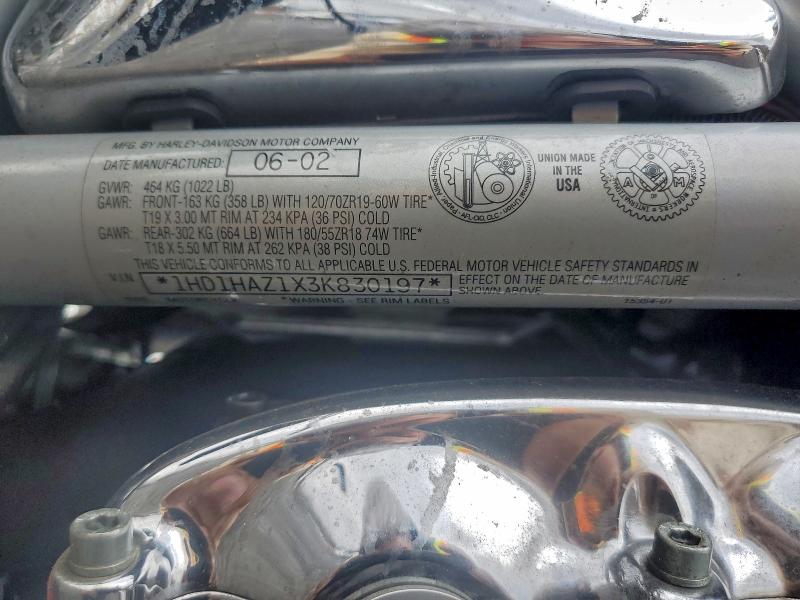 MFG. BY HARLEY-DAVIDSON MOTOR COMPANY
DATE MANUFACTURED: 06-02
GVWR: 464 KG (1022 LB)
GAWR: FRONT-163 KG (358 LB) WITH 120/70ZR19-60W TIRE*
T19 X 3.00 MT RIM AT 234 KPA (36 PSI) COLD
GAWR: REAR-302 KG (664 LB) WITH 180/55ZR18 74W TIRE*
T18 X 5.50 MT RIM AT 262 KPA (38 PSI) COLD
THIS VEHICLE CONFORMS TO ALL APPLICABLE U.S. FEDERAL MOTOR VEHICLE SAFETY STANDARDS IN
VIN *1HD1HAZ1X3K830197* EFFECT ON THE DATE OF MANUFACTURE
SHOWN ABOVE.
*WARNING - SEE RIM LABELS
UNION MADE
IN THE
USA
AFL-CIO, CLC
A M